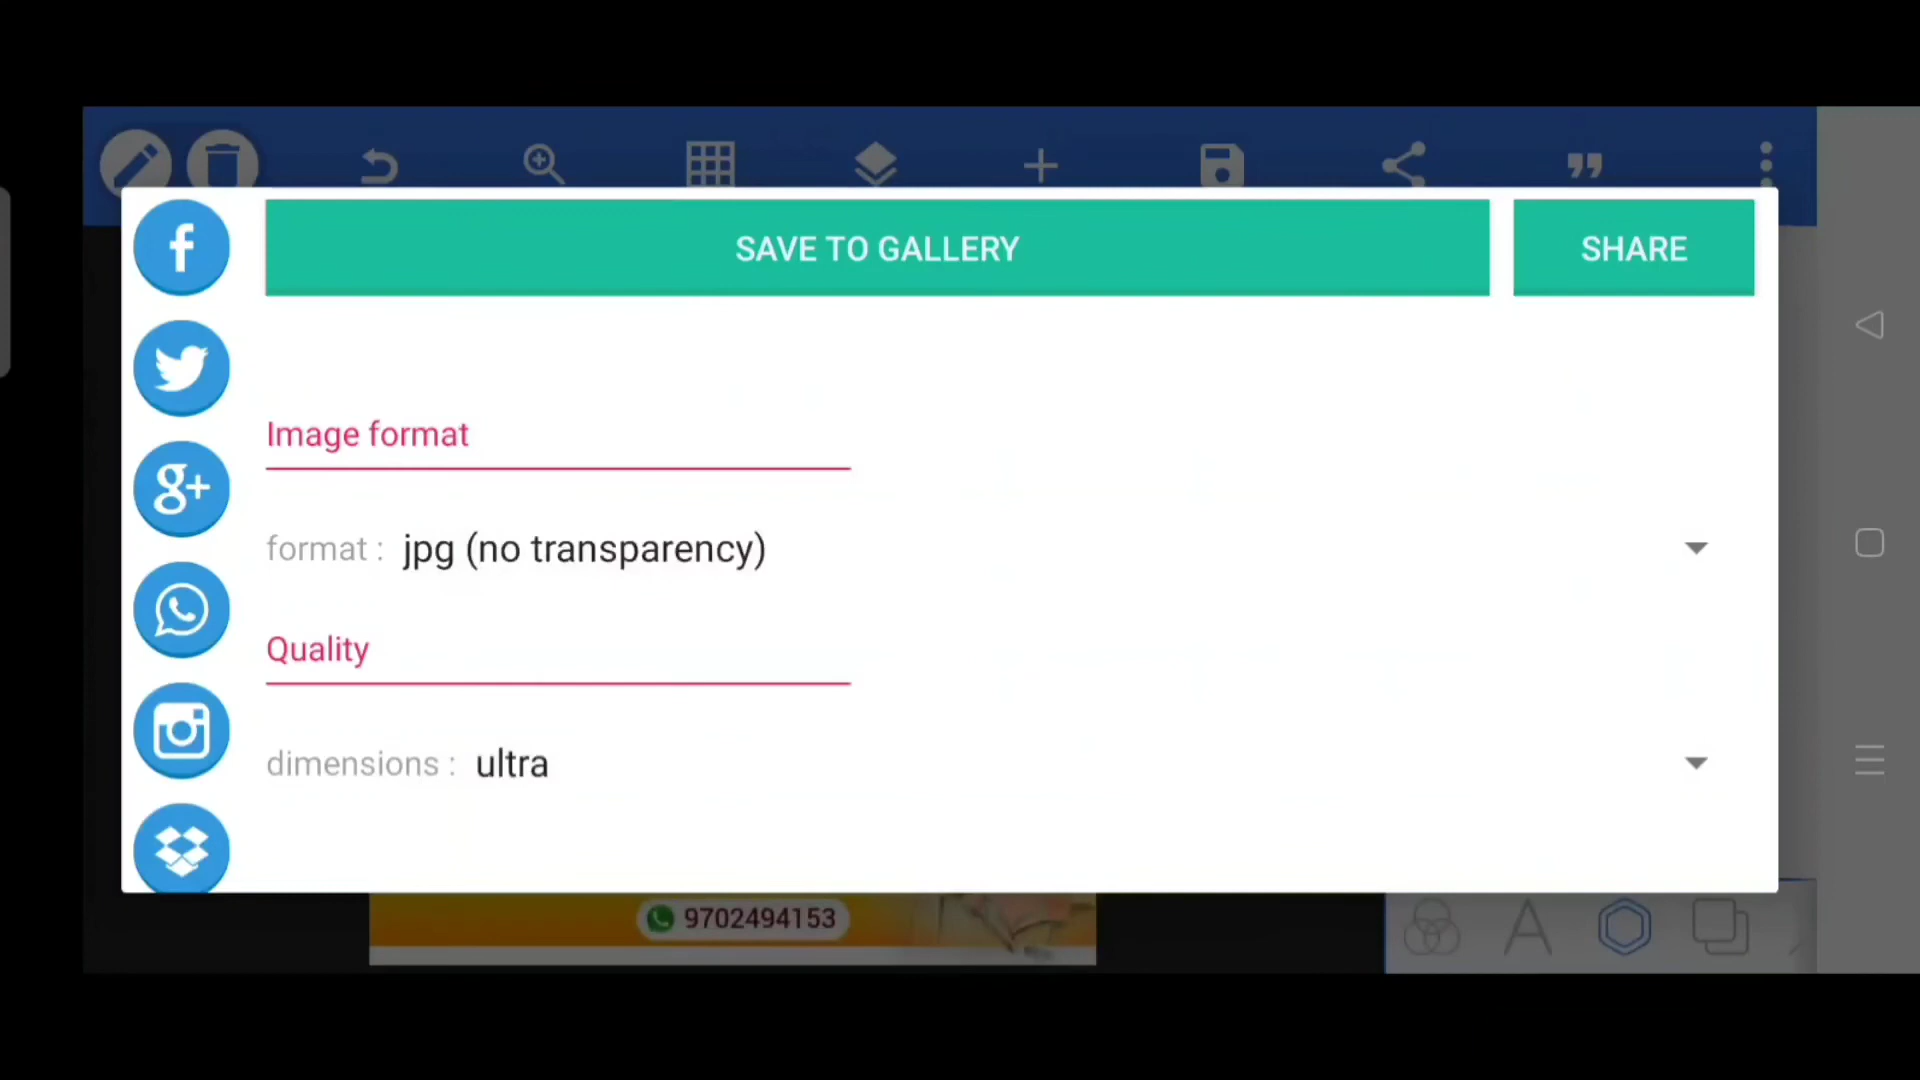 SAVE TO GALLERY
SHARE
Image format
format : jpg (no transparency)
Quality
dimensions : ultra
9702494153